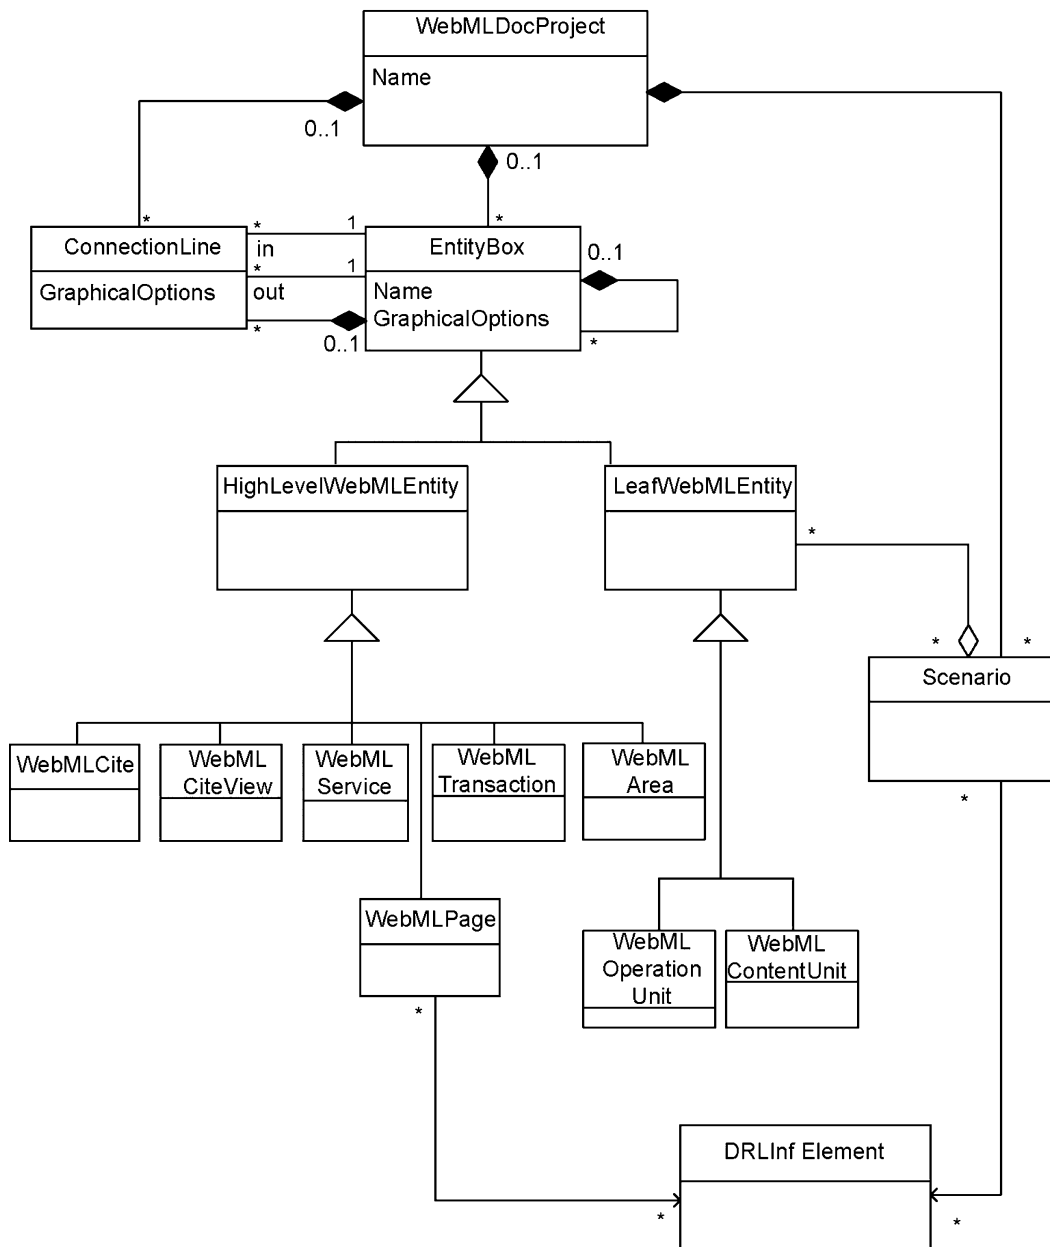 WebMLDocProject
Name
0..1
0..1
*
*
ConnectionLine
GraphicalOptions
*
in
1
*
out
1
*
0..1
EntityBox
Name
GraphicalOptions
0..1
*
HighLevelWebMLEntity
LeafWebMLEntity
*
*
*
Scenario
*
WebMLCite
WebML
CiteView
WebML
Service
WebML
Transaction
WebML
Area
WebMLPage
*
WebML
Operation
Unit
WebML
ContentUnit
DRLInf Element
*
*